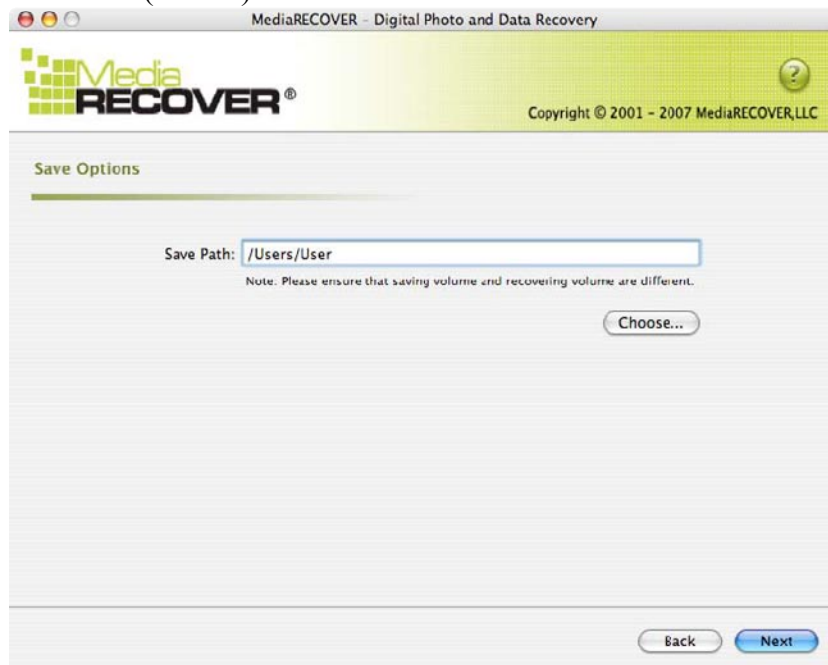 MediaRECOVER - Digital Photo and Data Recovery
Media
RECOVER®
?
Copyright © 2001 - 2007 MediaRECOVER,LLC
Save Options
Save Path: /Users/User
Note: Please ensure that saving volume and recovering volume are different.
Choose...
Back Next